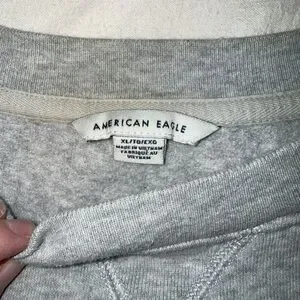 AMERICAN EAGLE
XL/TG/EXG
MADE IN VIETNAM
FABRIQUÉ AU
VIETNAM